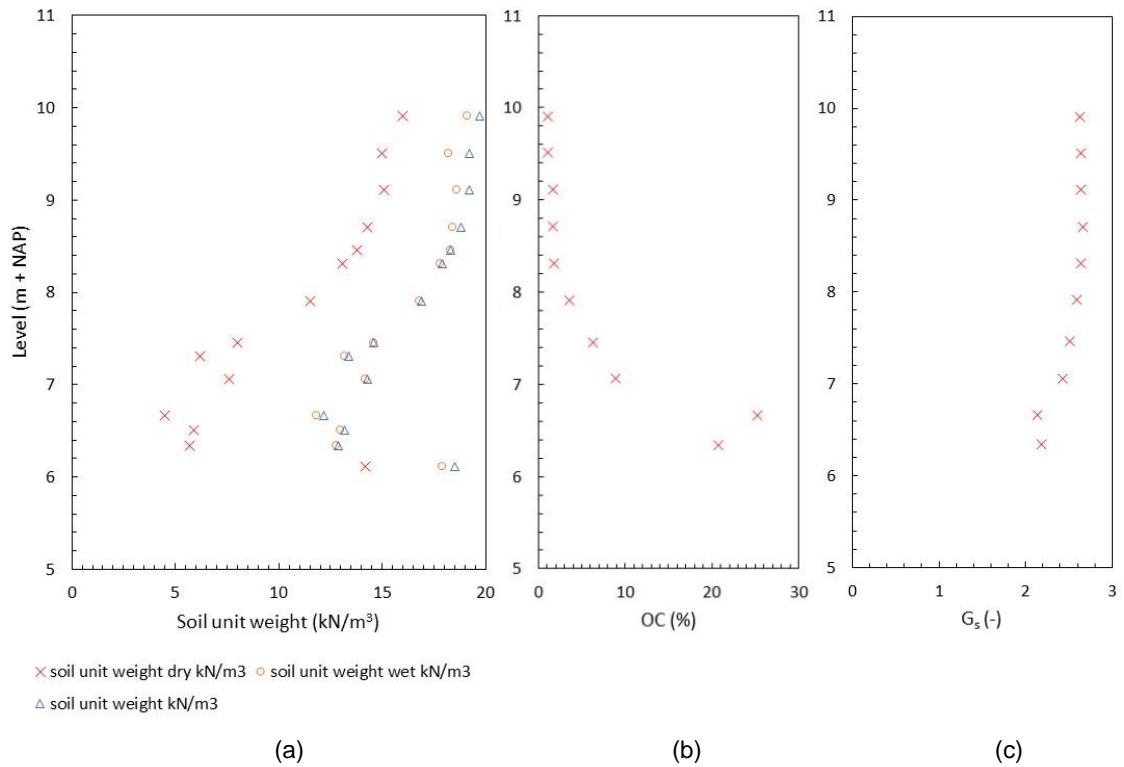 11
10
9
8
7
6
5
Level (m + NAP)
0 5 10 15 20
Soil unit weight (kN/m³)
11
10
9
8
7
6
5
0 10 20 30
OC (%)
11
10
9
8
7
6
5
0 1 2 3
Gₛ (-)
soil unit weight dry kN/m3 soil unit weight wet kN/m3
soil unit weight kN/m3
(a) (b) (c)